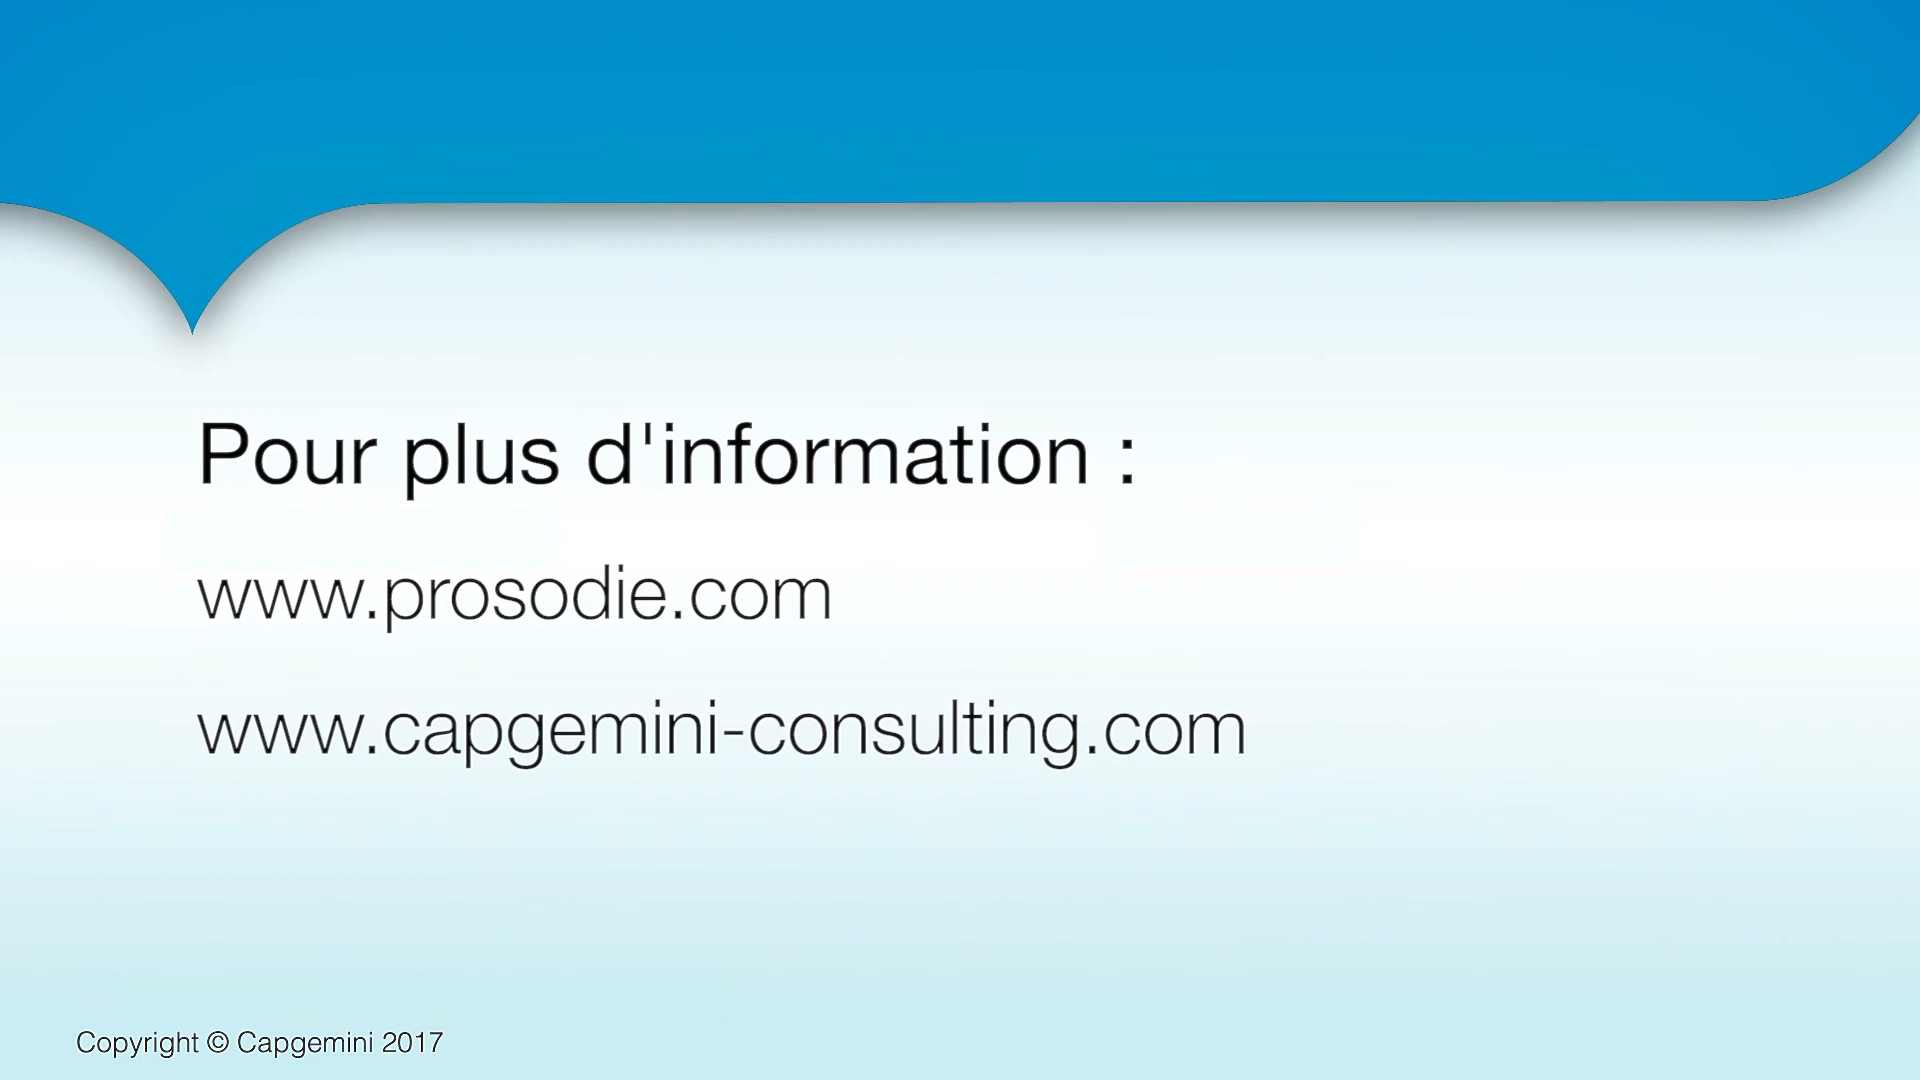 Pour plus d'information :
www.prosodie.com
www.capgemini-consulting.com
Copyright © Capgemini 2017